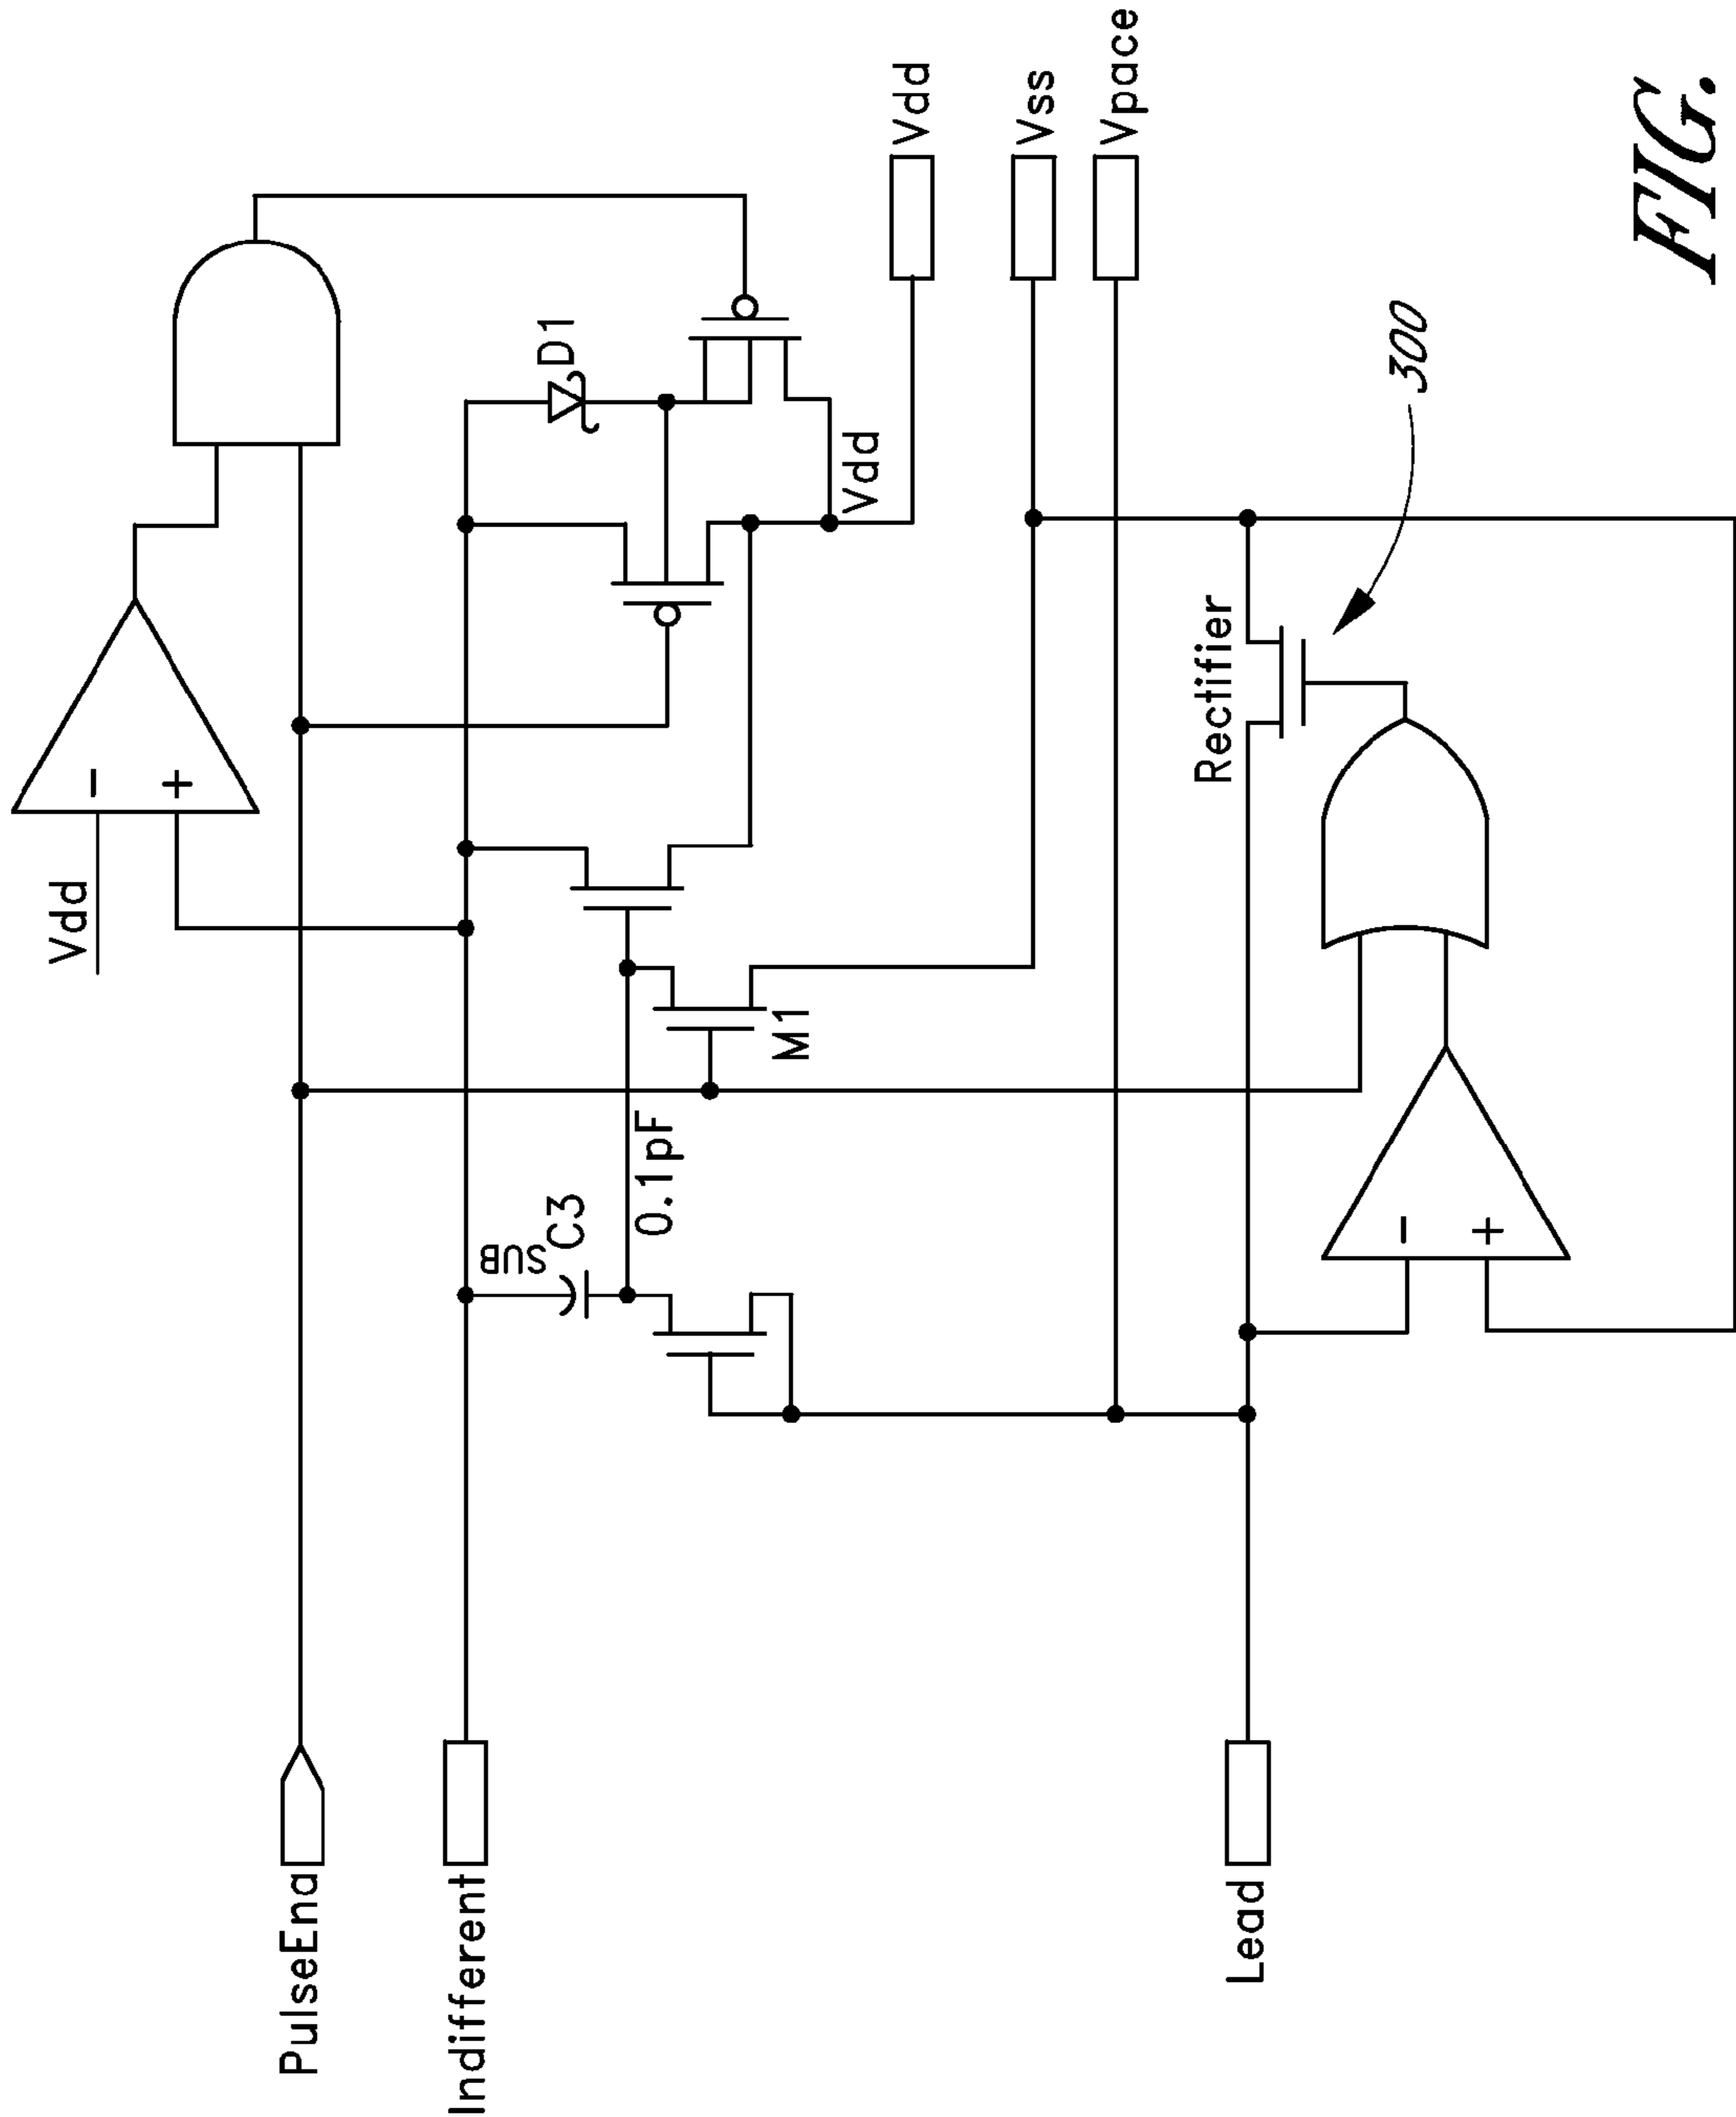 Vdd
−
+
PulseEna
Indifferent
SUB
C3
0.1pF
M1
D1
Vdd
Vdd
Vss
Vpace
Rectifier
300
Lead
−
+
FIG.